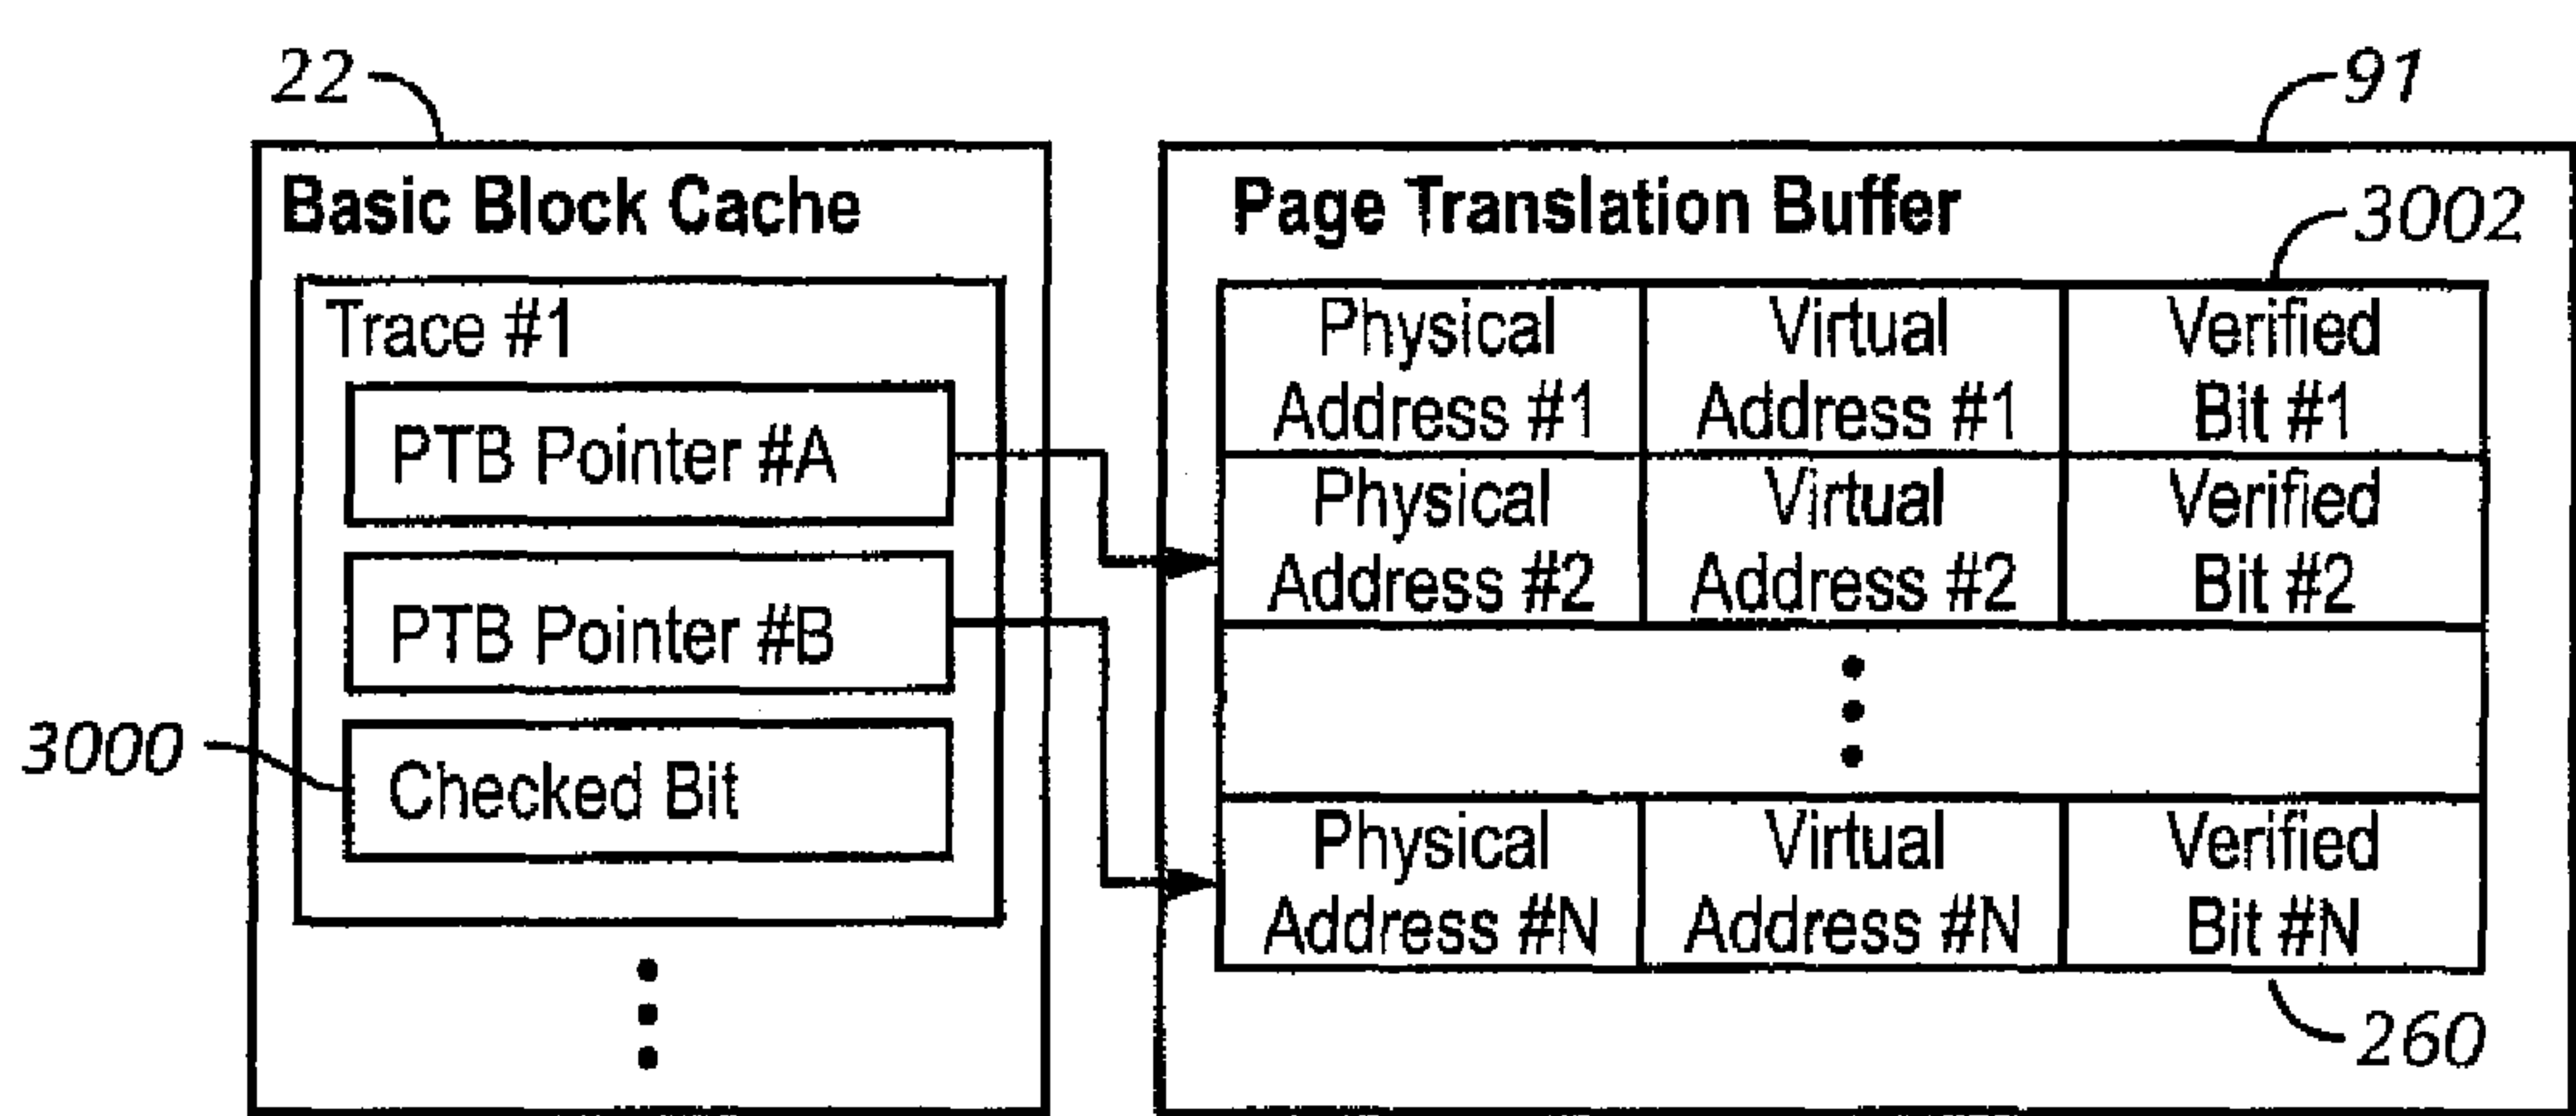 22
91
Basic Block Cache
Page Translation Buffer
3002
Trace #1
PTB Pointer #A
PTB Pointer #B
3000
Checked Bit
Physical
Address #1
Virtual
Address #1
Verified
Bit #1
Physical
Address #2
Virtual
Address #2
Verified
Bit #2
Physical
Address #N
Virtual
Address #N
Verified
Bit #N
260